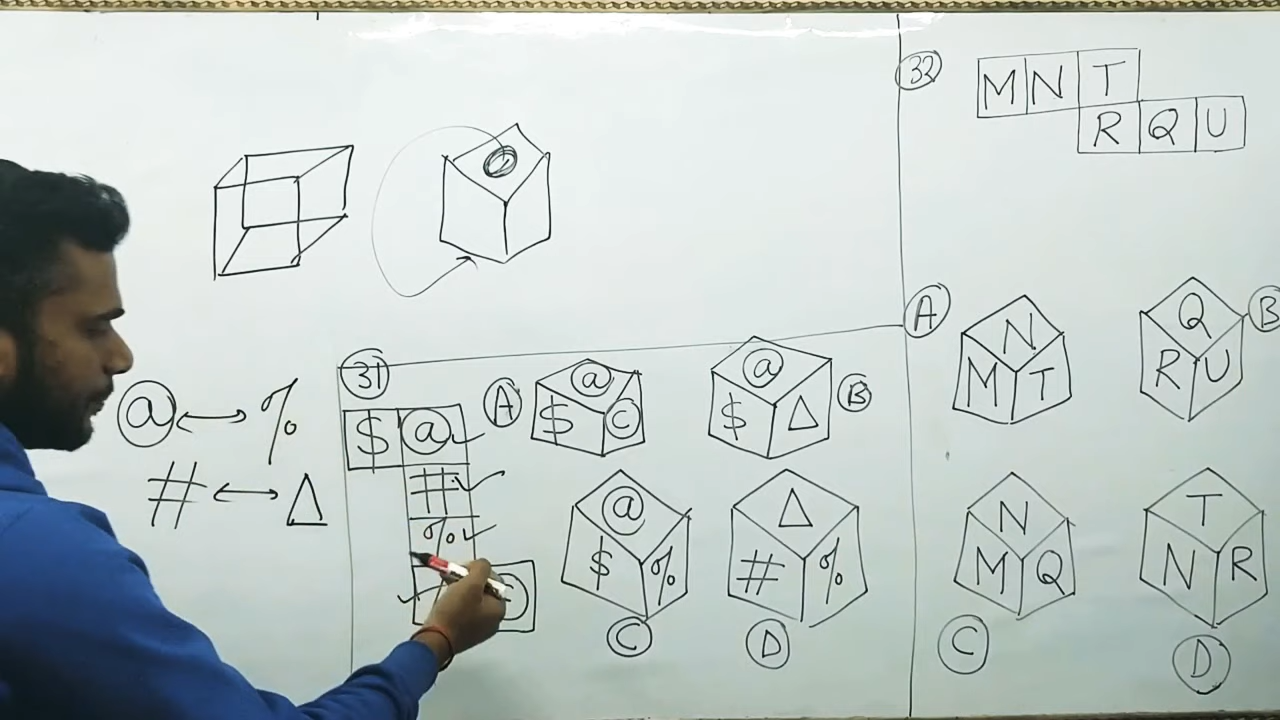 @ ↔ %
# ↔ Δ
31
$ @ ✓
# ✓
% ✓
✓
A
@
$ ©
B
@
$ Δ
C
@
$ %
D
Δ
# %
32
M N T
R Q U
A
N
M T
B
Q
R U
C
N
M Q
D
T
N R